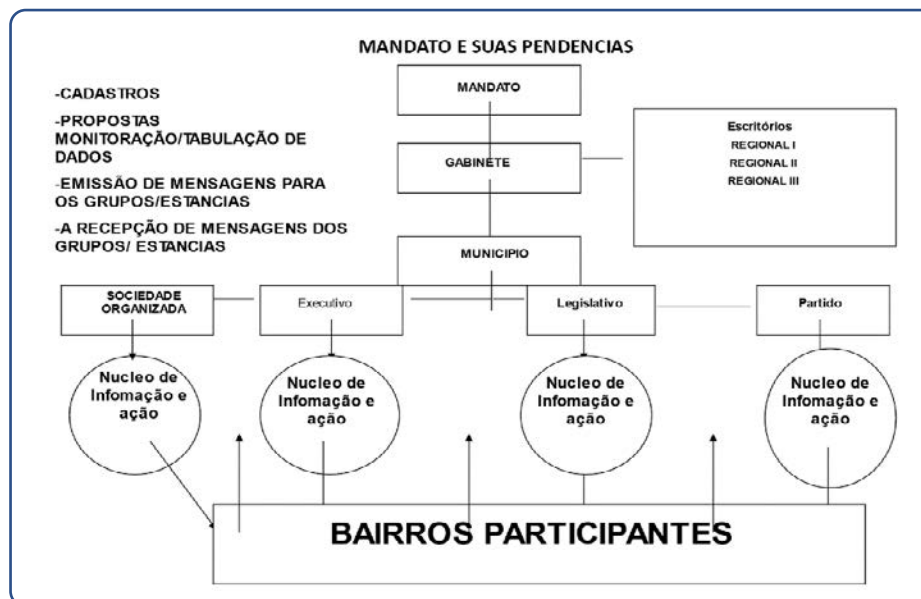 MANDATO E SUAS PENDENCIAS
MANDATO
-CADASTROS
-PROPOSTAS
MONITORAÇÃO/TABULAÇÃO DE
DADOS
-EMISSÃO DE MENSAGENS PARA
OS GRUPOS/ESTANCIAS
-A RECEPÇÃO DE MENSAGENS DOS
GRUPOS/ ESTANCIAS
GABINETE
Escritórios
REGIONAL I
REGIONAL II
REGIONAL III
MUNICIPIO
SOCIEDADE
ORGANIZADA
Executivo
Legislativo
Partido
Nucleo de
Infomação e
ação
Nucleo de
Infomação e
ação
Nucleo de
Infomação e
ação
Nucleo de
Infomação e
ação
BAIRROS PARTICIPANTES